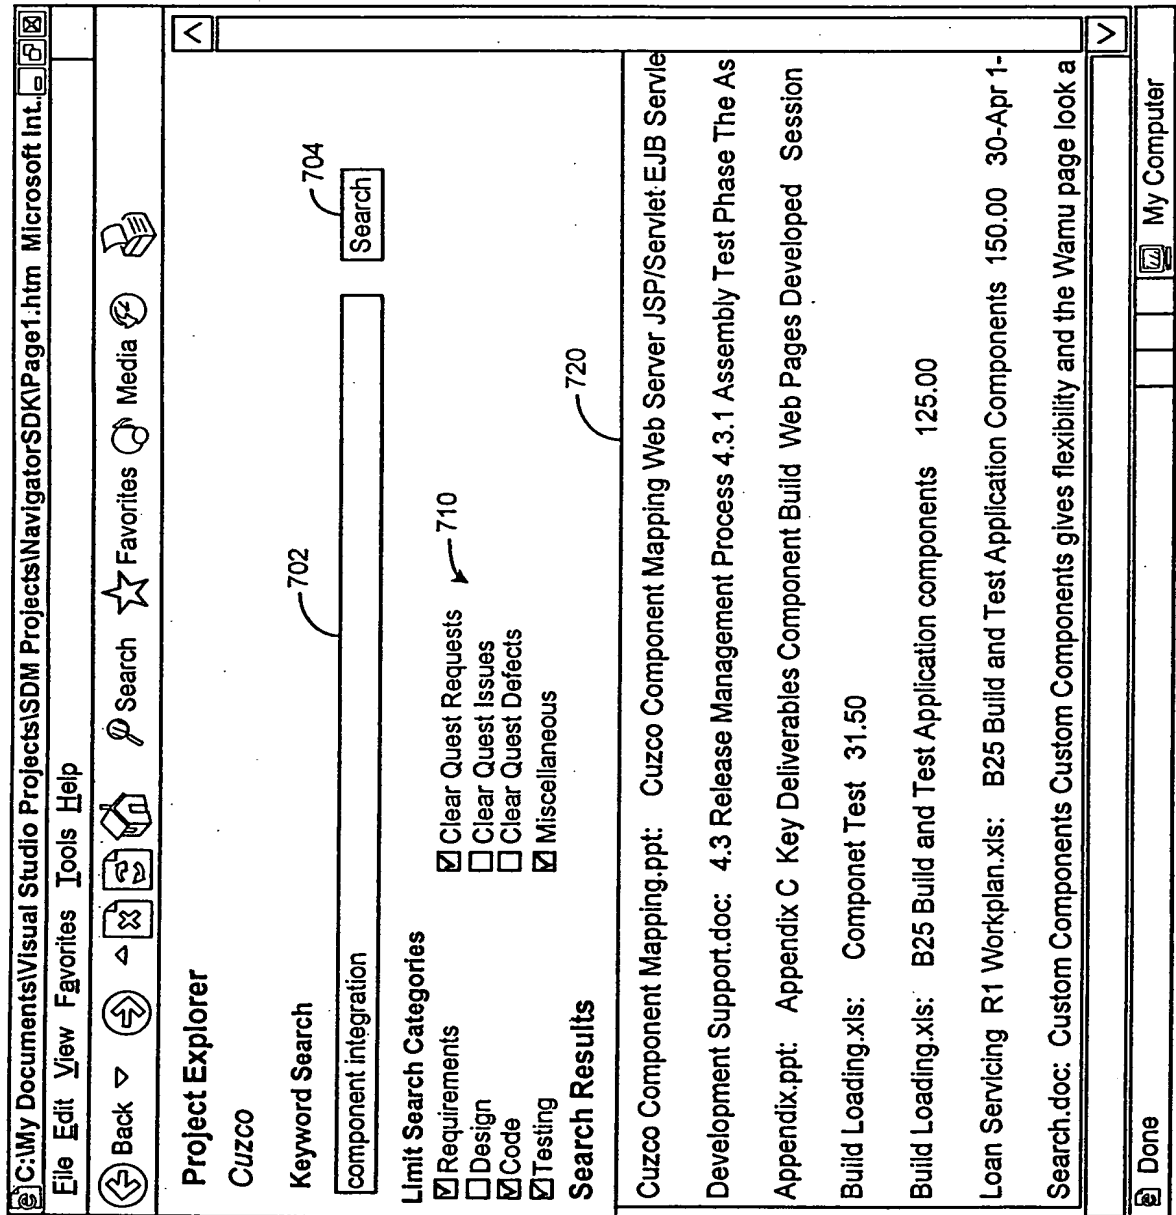 C:\My Documents\Visual Studio Projects\SDM Projects\NavigatorSDK\Page1.htm Microsoft Int..
File Edit View Favorites Tools Help
Back Search Favorites Media
Project Explorer
Cuzco
Keyword Search
702
704
component integration
Search
Limit Search Categories
Requirements
Clear Quest Requests
710
Design
Clear Quest Issues
Code
Clear Quest Defects
Testing
Miscellaneous
Search Results
720
Cuzco Component Mapping.ppt: Cuzco Component Mapping Web Server JSP/Servlet EJB Servle
Development Support.doc: 4.3 Release Management Process 4.3.1 Assembly Test Phase The As
Appendix.ppt: Appendix C Key Deliverables Component Build Web Pages Developed Session
Build Loading.xls: Componet Test 31.50
Build Loading.xls: B25 Build and Test Application components 125.00
Loan Servicing R1 Workplan.xls: B25 Build and Test Application Components 150.00 30-Apr 1-
Search.doc: Custom Components Custom Components gives flexibility and the Wamu page look a
Done
My Computer